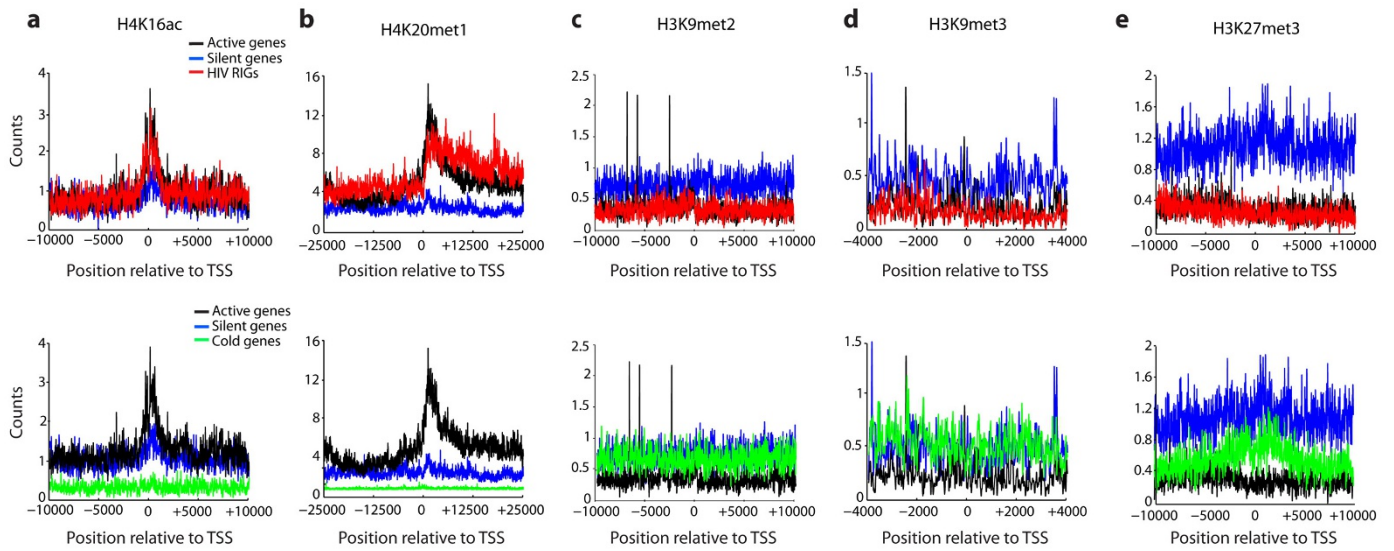 a
H4K16ac
Active genes
Silent genes
HIV RIGs
Counts
4
3
2
1
0
−10000 −5000 0 +5000 +10000
Position relative to TSS
b
H4K20met1
16
12
8
4
0
−25000 −12500 0 +12500 +25000
Position relative to TSS
c
H3K9met2
2.5
2.0
1.5
1.0
0.5
0
−10000 −5000 0 +5000 +10000
Position relative to TSS
d
H3K9met3
1.5
1
0.5
0
−4000 −2000 0 +2000 +4000
Position relative to TSS
e
H3K27met3
2
1.6
1.2
0.8
0.4
0
−10000 −5000 0 +5000 +10000
Position relative to TSS
Active genes
Silent genes
Cold genes
Counts
4
3
2
1
0
−10000 −5000 0 +5000 +10000
Position relative to TSS
16
12
8
4
0
−25000 −12500 0 +12500 +25000
Position relative to TSS
2.5
2.0
1.5
1.0
0.5
0
−10000 −5000 0 +5000 +10000
Position relative to TSS
1.5
1
0.5
0
−4000 −2000 0 +2000 +4000
Position relative to TSS
2
1.6
1.2
0.8
0.4
0
−10000 −5000 0 +5000 +10000
Position relative to TSS